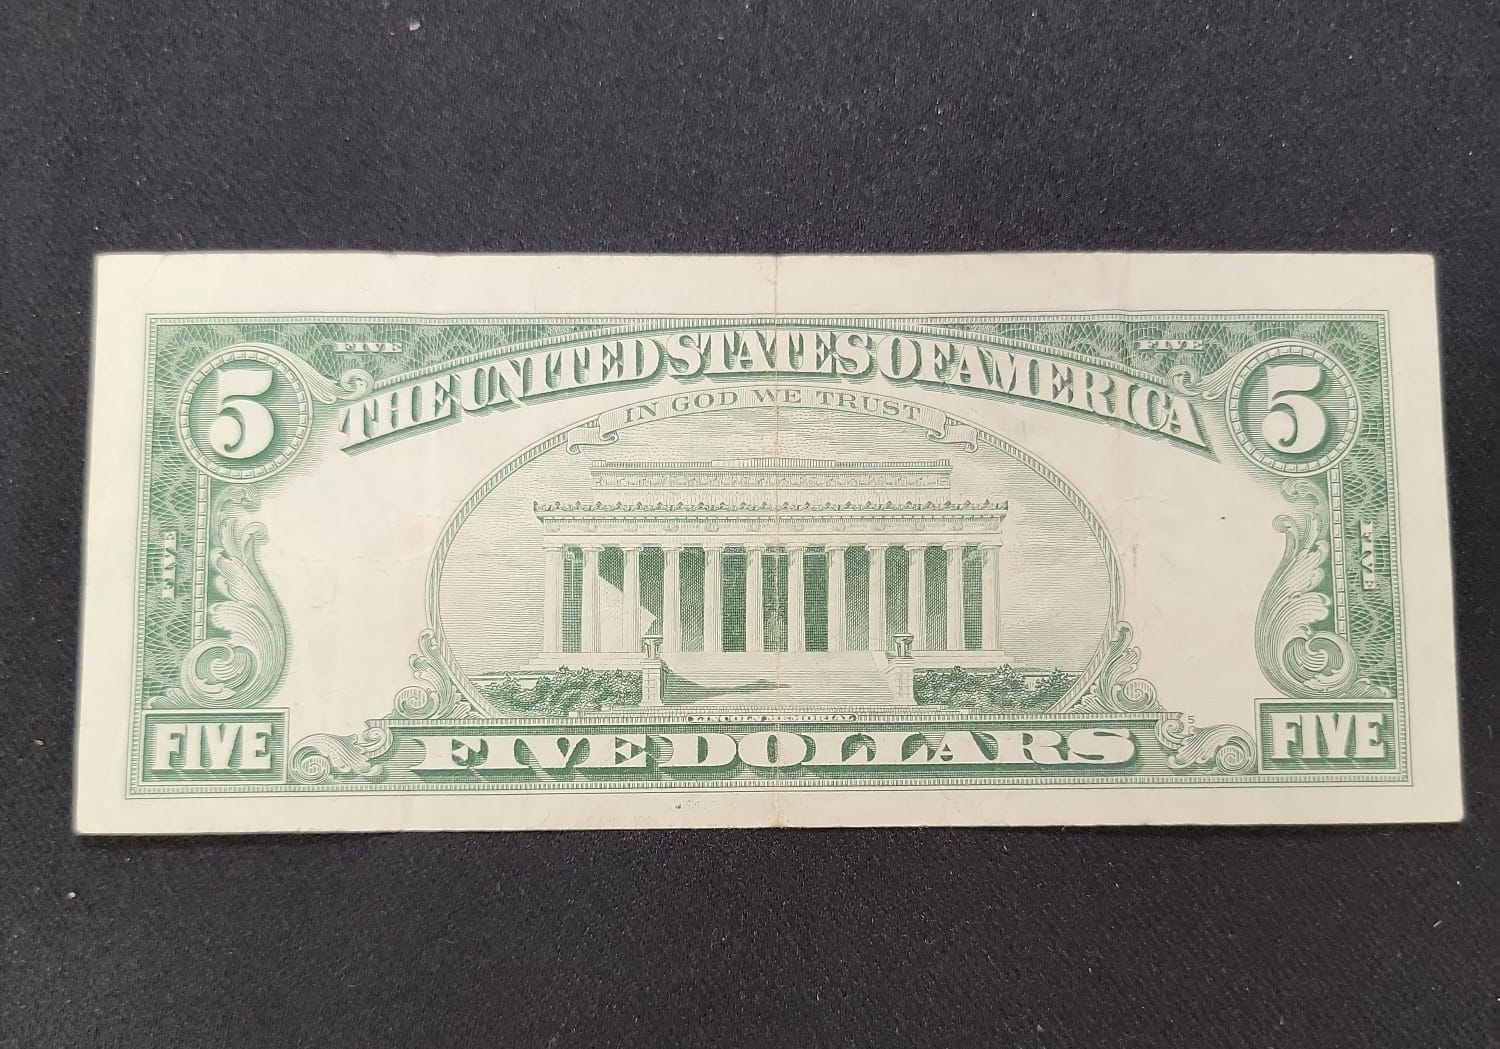 FIVE
FIVE
5
THE UNITED STATES OF AMERICA
5
IN GOD WE TRUST
FIVE
FIVE
LINCOLN MEMORIAL
5
FIVE
FIVE DOLLARS
FIVE